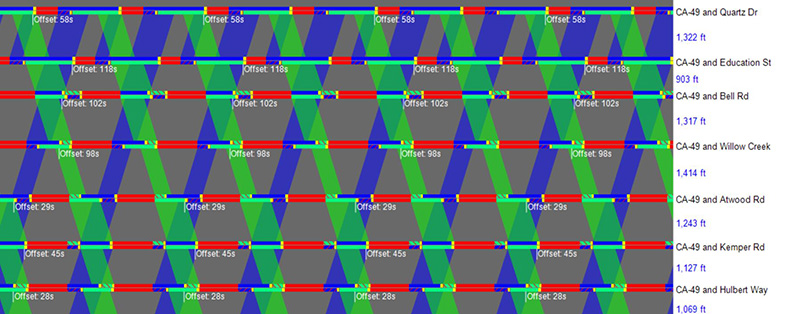 Offset: 58s Offset: 58s Offset: 58s Offset: 58s CA-49 and Quartz Dr
1,322 ft
Offset: 118s Offset: 118s Offset: 118s Offset: 118s CA-49 and Education St
903 ft
Offset: 102s Offset: 102s Offset: 102s Offset: 102s CA-49 and Bell Rd
1,317 ft
Offset: 98s Offset: 98s Offset: 98s Offset: 98s CA-49 and Willow Creek
1,414 ft
Offset: 29s Offset: 29s Offset: 29s Offset: 29s CA-49 and Atwood Rd
1,243 ft
Offset: 45s Offset: 45s Offset: 45s Offset: 45s CA-49 and Kemper Rd
1,127 ft
Offset: 28s Offset: 28s Offset: 28s Offset: 28s CA-49 and Hulbert Way
1,069 ft